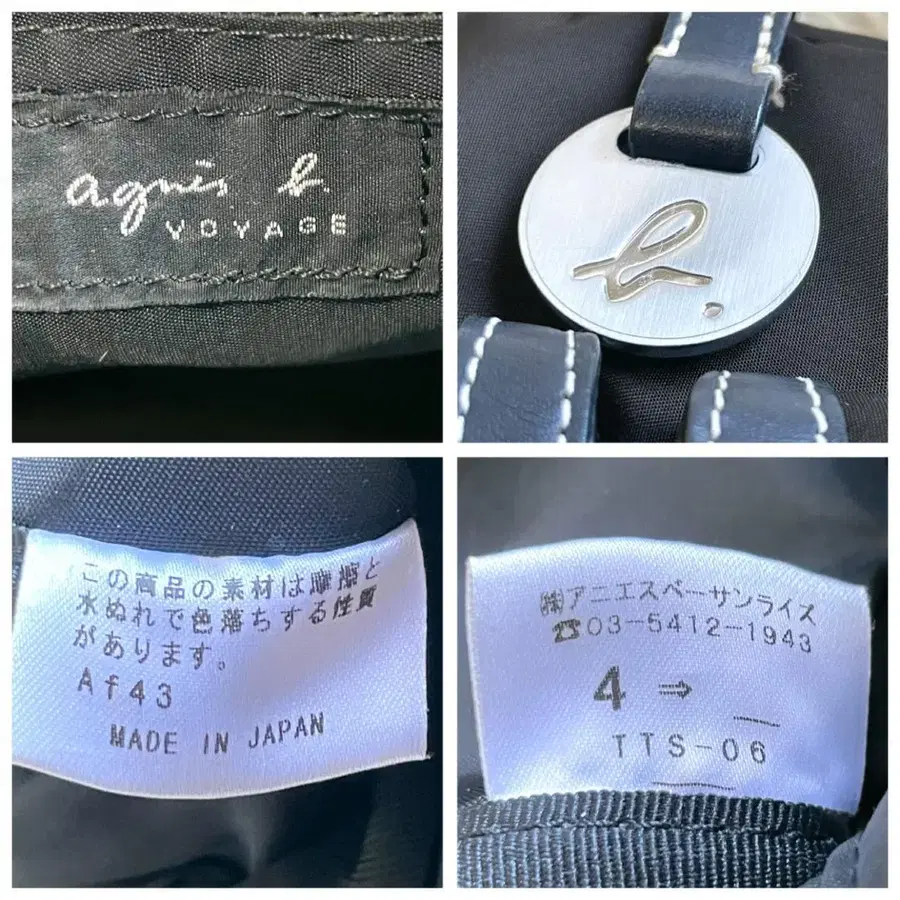 agnès b.
VOYAGE
b.
この商品の素材は摩擦と
水ぬれで色落ちする性質
があります。
Af43
MADE IN JAPAN
㈱アニエスベーサンライズ
☎03-5412-1943
4⇒
TTS-06